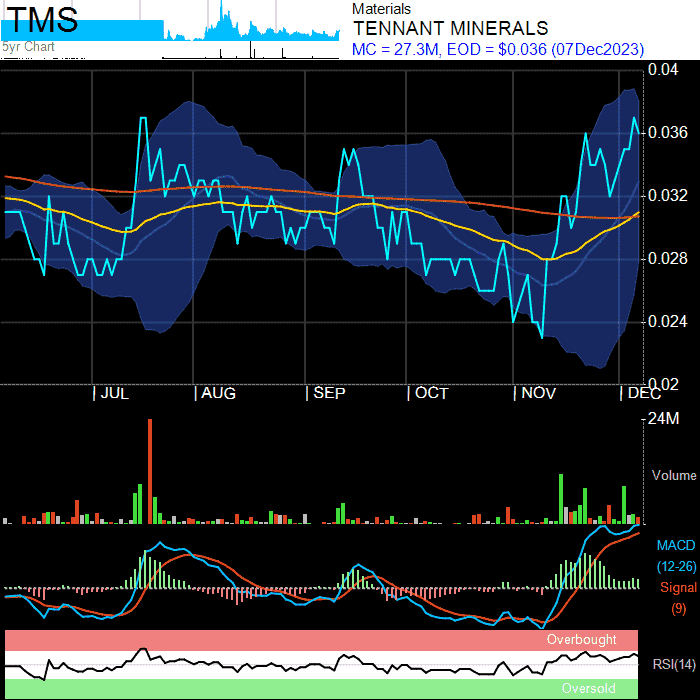 TMS
5yr Chart
Materials
TENNANT MINERALS
MC = 27.3M, EOD = $0.036 (07Dec2023)
0.04
0.036
0.032
0.028
0.024
0.02
JUL AUG SEP OCT NOV DEC
24M
Volume
MACD
(12-26)
Signal
(9)
Overbought
RSI(14)
Oversold